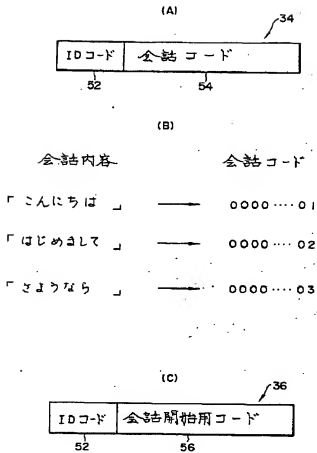 (A)
34
IDコード 会話コード
52 54
(B)
会話内容 会話コード
「こんにちは」 → 0000····01
「はじめまして」 → 0000····02
「さようなら」 → 0000····03
(C)
36
IDコード 会話開始用コード
52 56